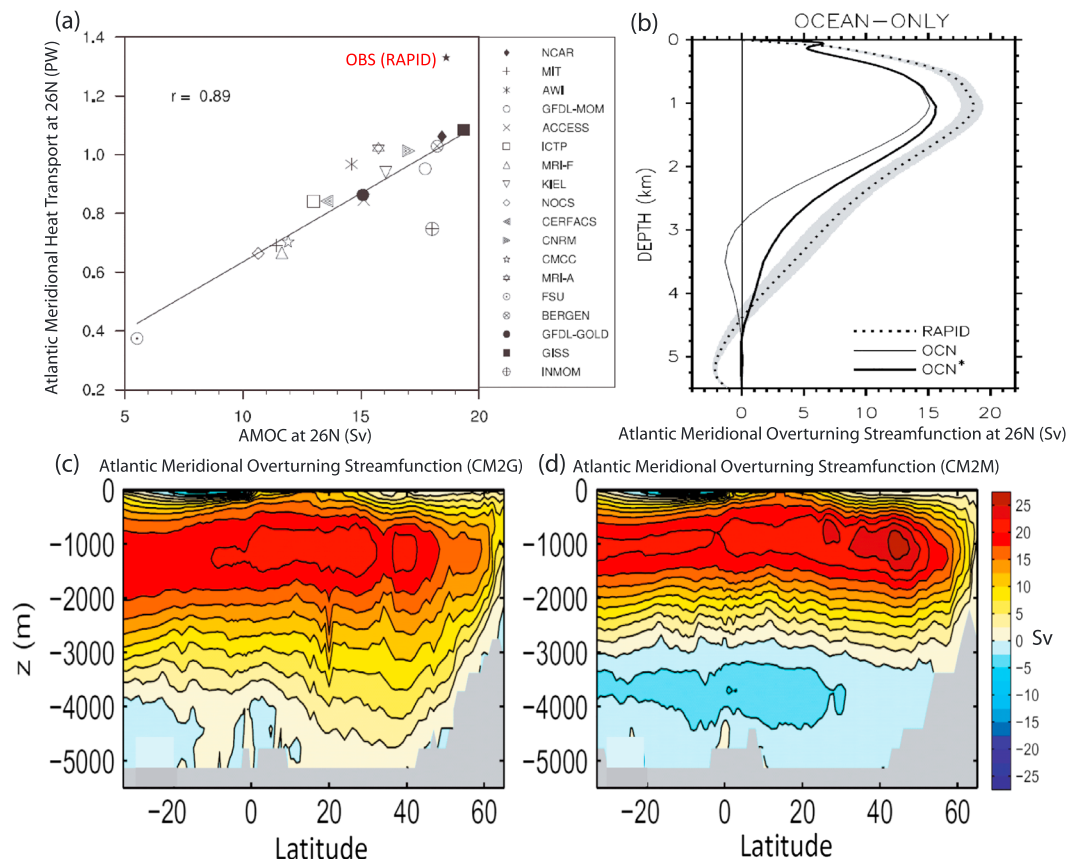 (a)
Atlantic Meridional Heat Transport at 26N (PW)
1.4
1.2
1.0
0.8
0.6
0.4
0.2
OBS (RAPID)
r = 0.89
5
10
15
20
AMOC at 26N (Sv)
NCAR
MIT
AWI
GFDL-MOM
ACCESS
ICTP
MRI-F
KIEL
NOCS
CERFACS
CNRM
CMCC
MRI-A
FSU
BERGEN
GFDL-GOLD
GISS
INMOM
(b)
OCEAN-ONLY
DEPTH (km)
0
1
2
3
4
5
RAPID
OCN
OCN*
0
5
10
15
20
Atlantic Meridional Overturning Streamfunction at 26N (Sv)
(c) Atlantic Meridional Overturning Streamfunction (CM2G)
z (m)
0
-1000
-2000
-3000
-4000
-5000
-20
0
20
40
60
Latitude
(d) Atlantic Meridional Overturning Streamfunction (CM2M)
0
-1000
-2000
-3000
-4000
-5000
-20
0
20
40
60
Latitude
25
20
15
10
5
0
-5
-10
-15
-20
-25
Sv